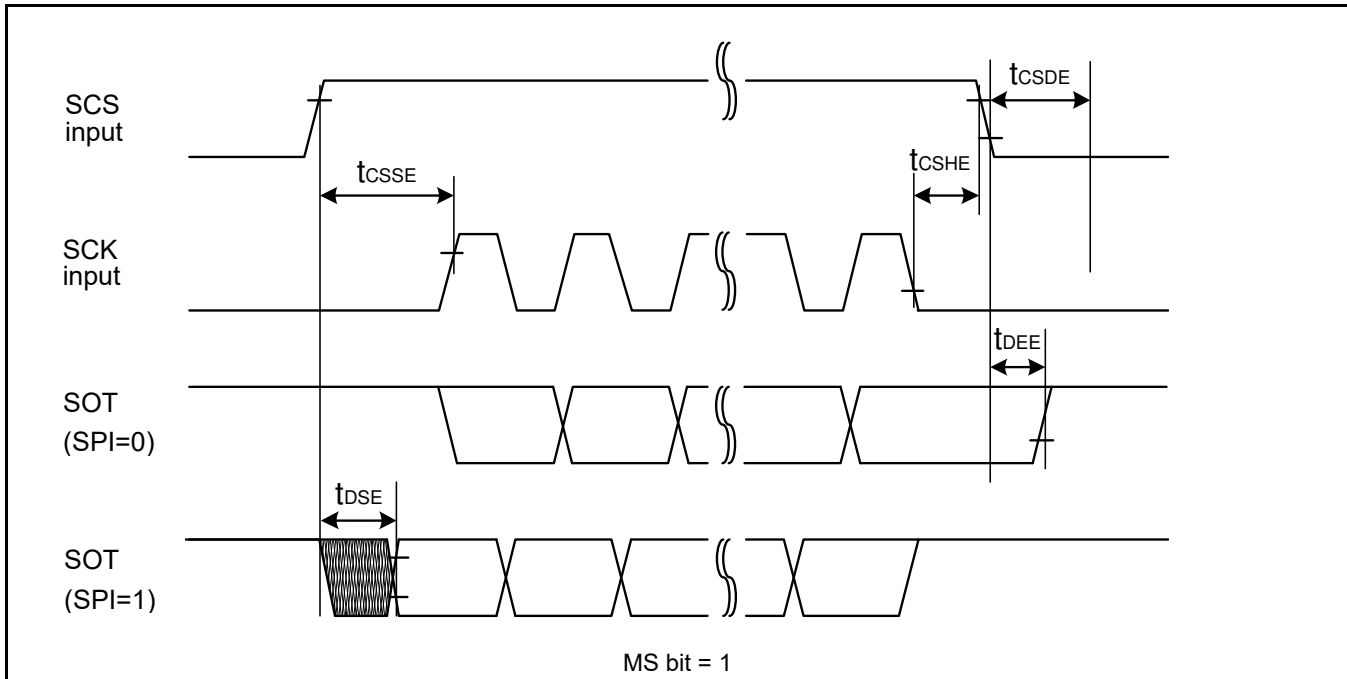 SCS
input
tCSDE
tCSHE
tCSSE
SCK
input
tDEE
SOT
(SPI=0)
tDSE
SOT
(SPI=1)
MS bit = 1